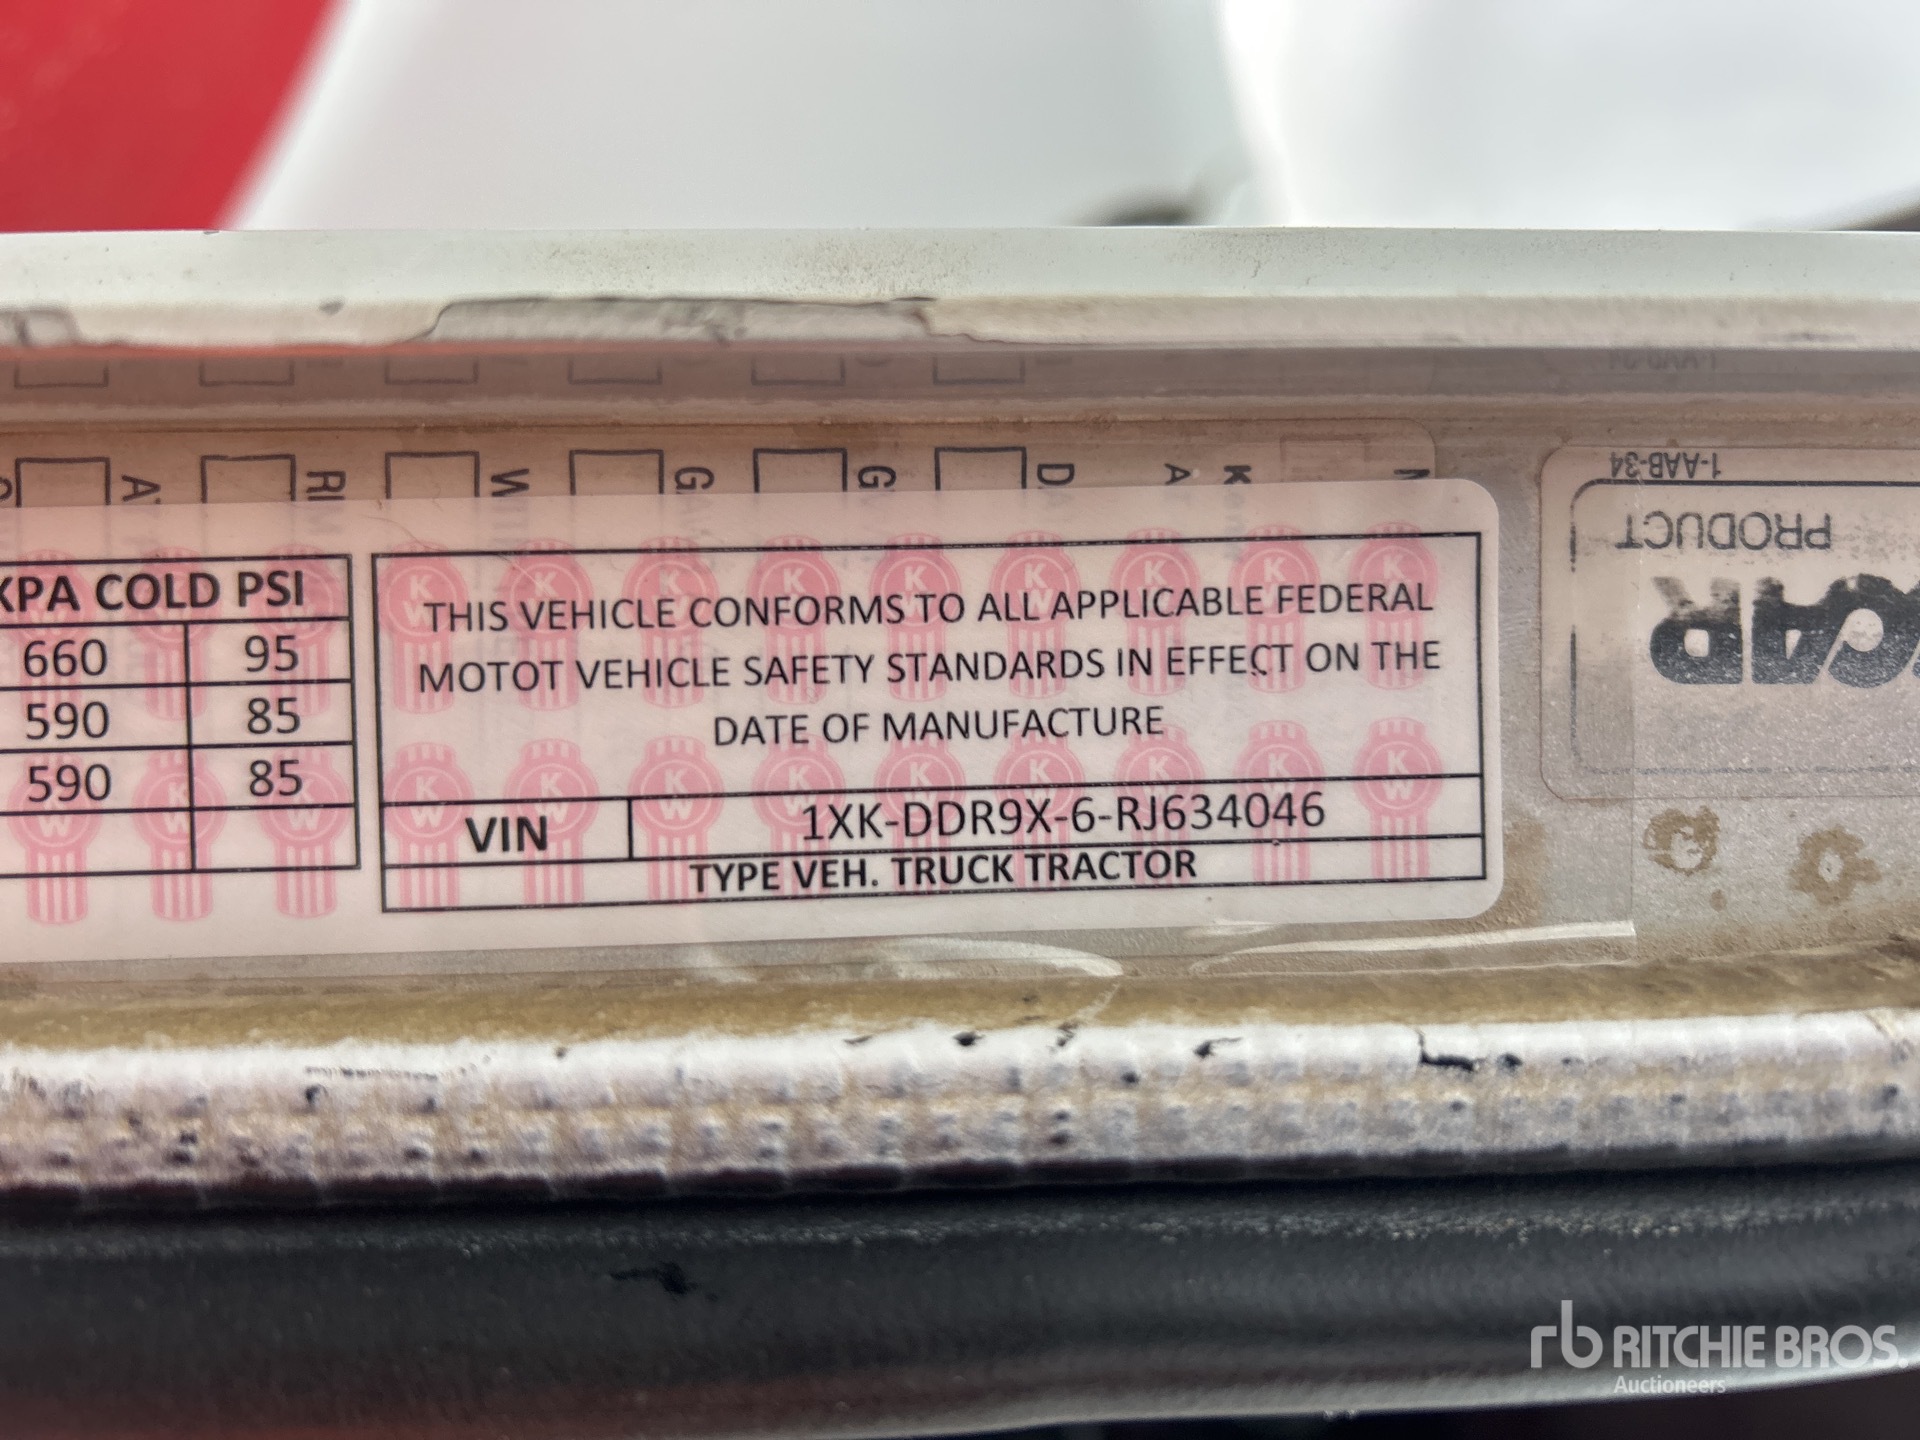 1-AAB-34
PRODUCT
KPA COLD PSI
660 95
590 85
590 85
THIS VEHICLE CONFORMS TO ALL APPLICABLE FEDERAL
MOTOT VEHICLE SAFETY STANDARDS IN EFFECT ON THE
DATE OF MANUFACTURE
VIN 1XK-DDR9X-6-RJ634046
TYPE VEH. TRUCK TRACTOR
rb RITCHIE BROS.
Auctioneers